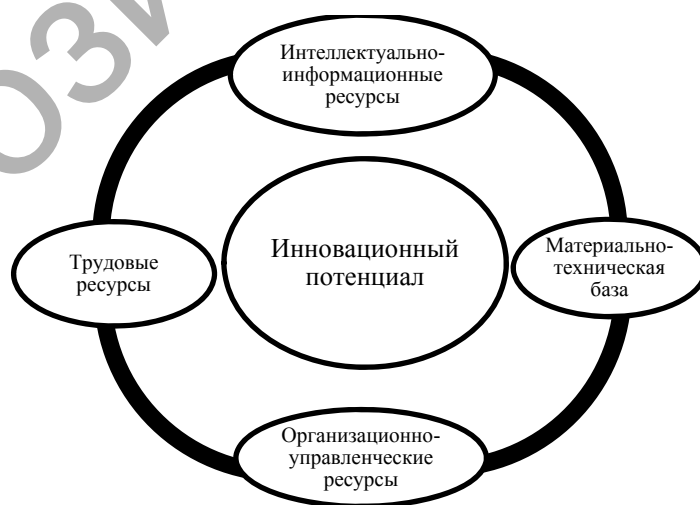 Интеллектуально-
информационные
ресурсы
Трудовые
ресурсы
Инновационный
потенциал
Материально-
техническая
база
Организационно-
управленческие
ресурсы